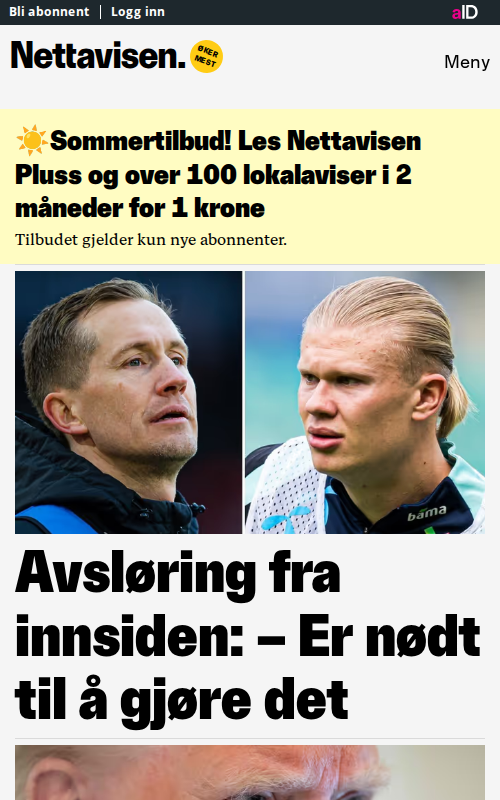 Bli abonnent | Logg inn
aID
Nettavisen.
ØKER
MEST
Meny
☀️Sommertilbud! Les Nettavisen
Pluss og over 100 lokalaviser i 2
måneder for 1 krone
Tilbudet gjelder kun nye abonnenter.
bama
Avsløring fra
innsiden: – Er nødt
til å gjøre det